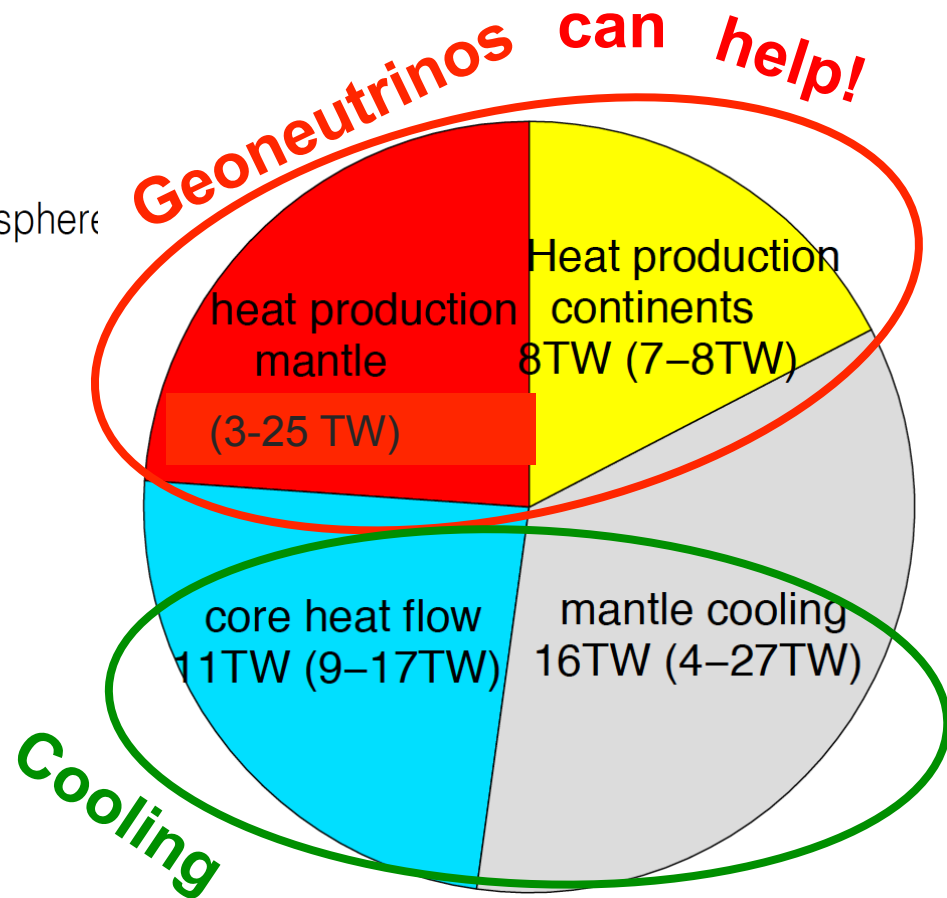 Geoneutrinos can help!
sphere
Heat production
continents
8TW (7–8TW)
heat production
mantle
(3-25 TW)
core heat flow
11TW (9–17TW)
mantle cooling
16TW (4–27TW)
Cooling